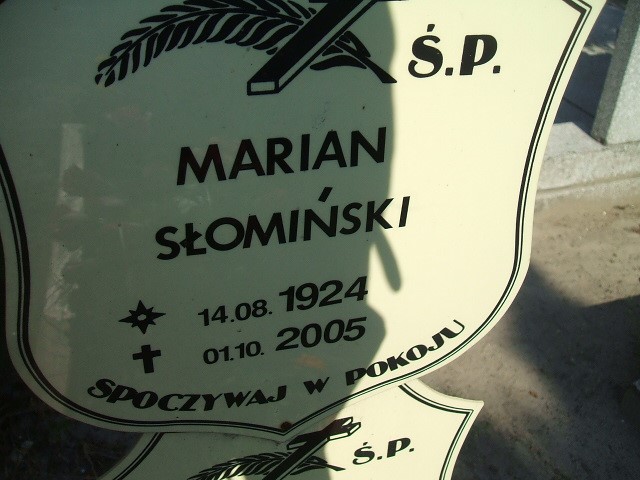 Ś.P.
MARIAN
SŁOMIŃSKI
14.08. 1924
01.10. 2005
SPOCZYWAJ W POKOJU
Ś.P.